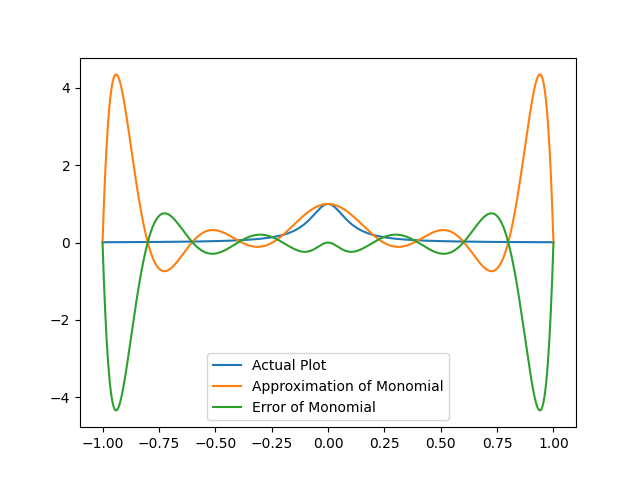 4
2
0
−2
−4
−1.00 −0.75 −0.50 −0.25 0.00 0.25 0.50 0.75 1.00
Actual Plot
Approximation of Monomial
Error of Monomial